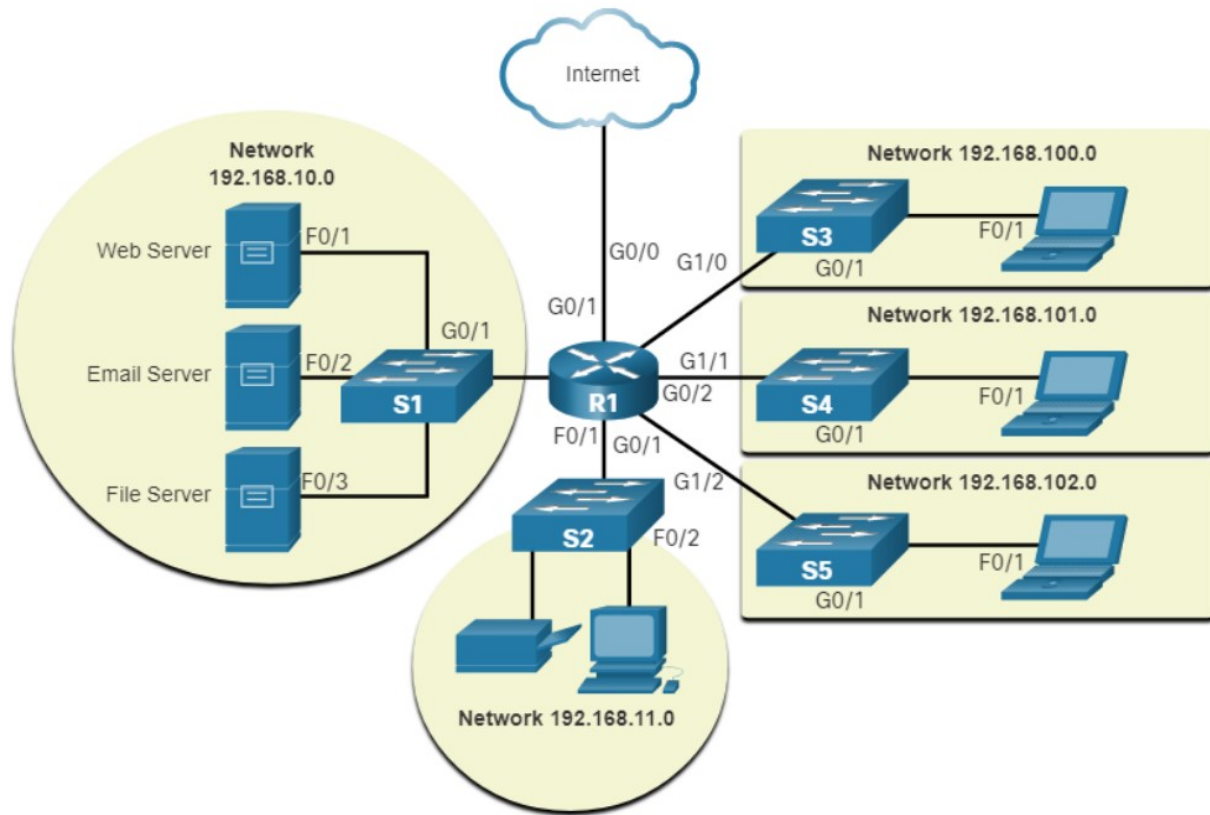 Internet
Network
192.168.10.0
Web Server
F0/1
Email Server
F0/2
File Server
F0/3
G0/1
S1
G0/0
G0/1
G1/0
R1
G1/1
G0/2
F0/1
G0/1
G1/2
S2
F0/2
Network 192.168.11.0
Network 192.168.100.0
S3
F0/1
G0/1
Network 192.168.101.0
S4
F0/1
G0/1
Network 192.168.102.0
S5
F0/1
G0/1